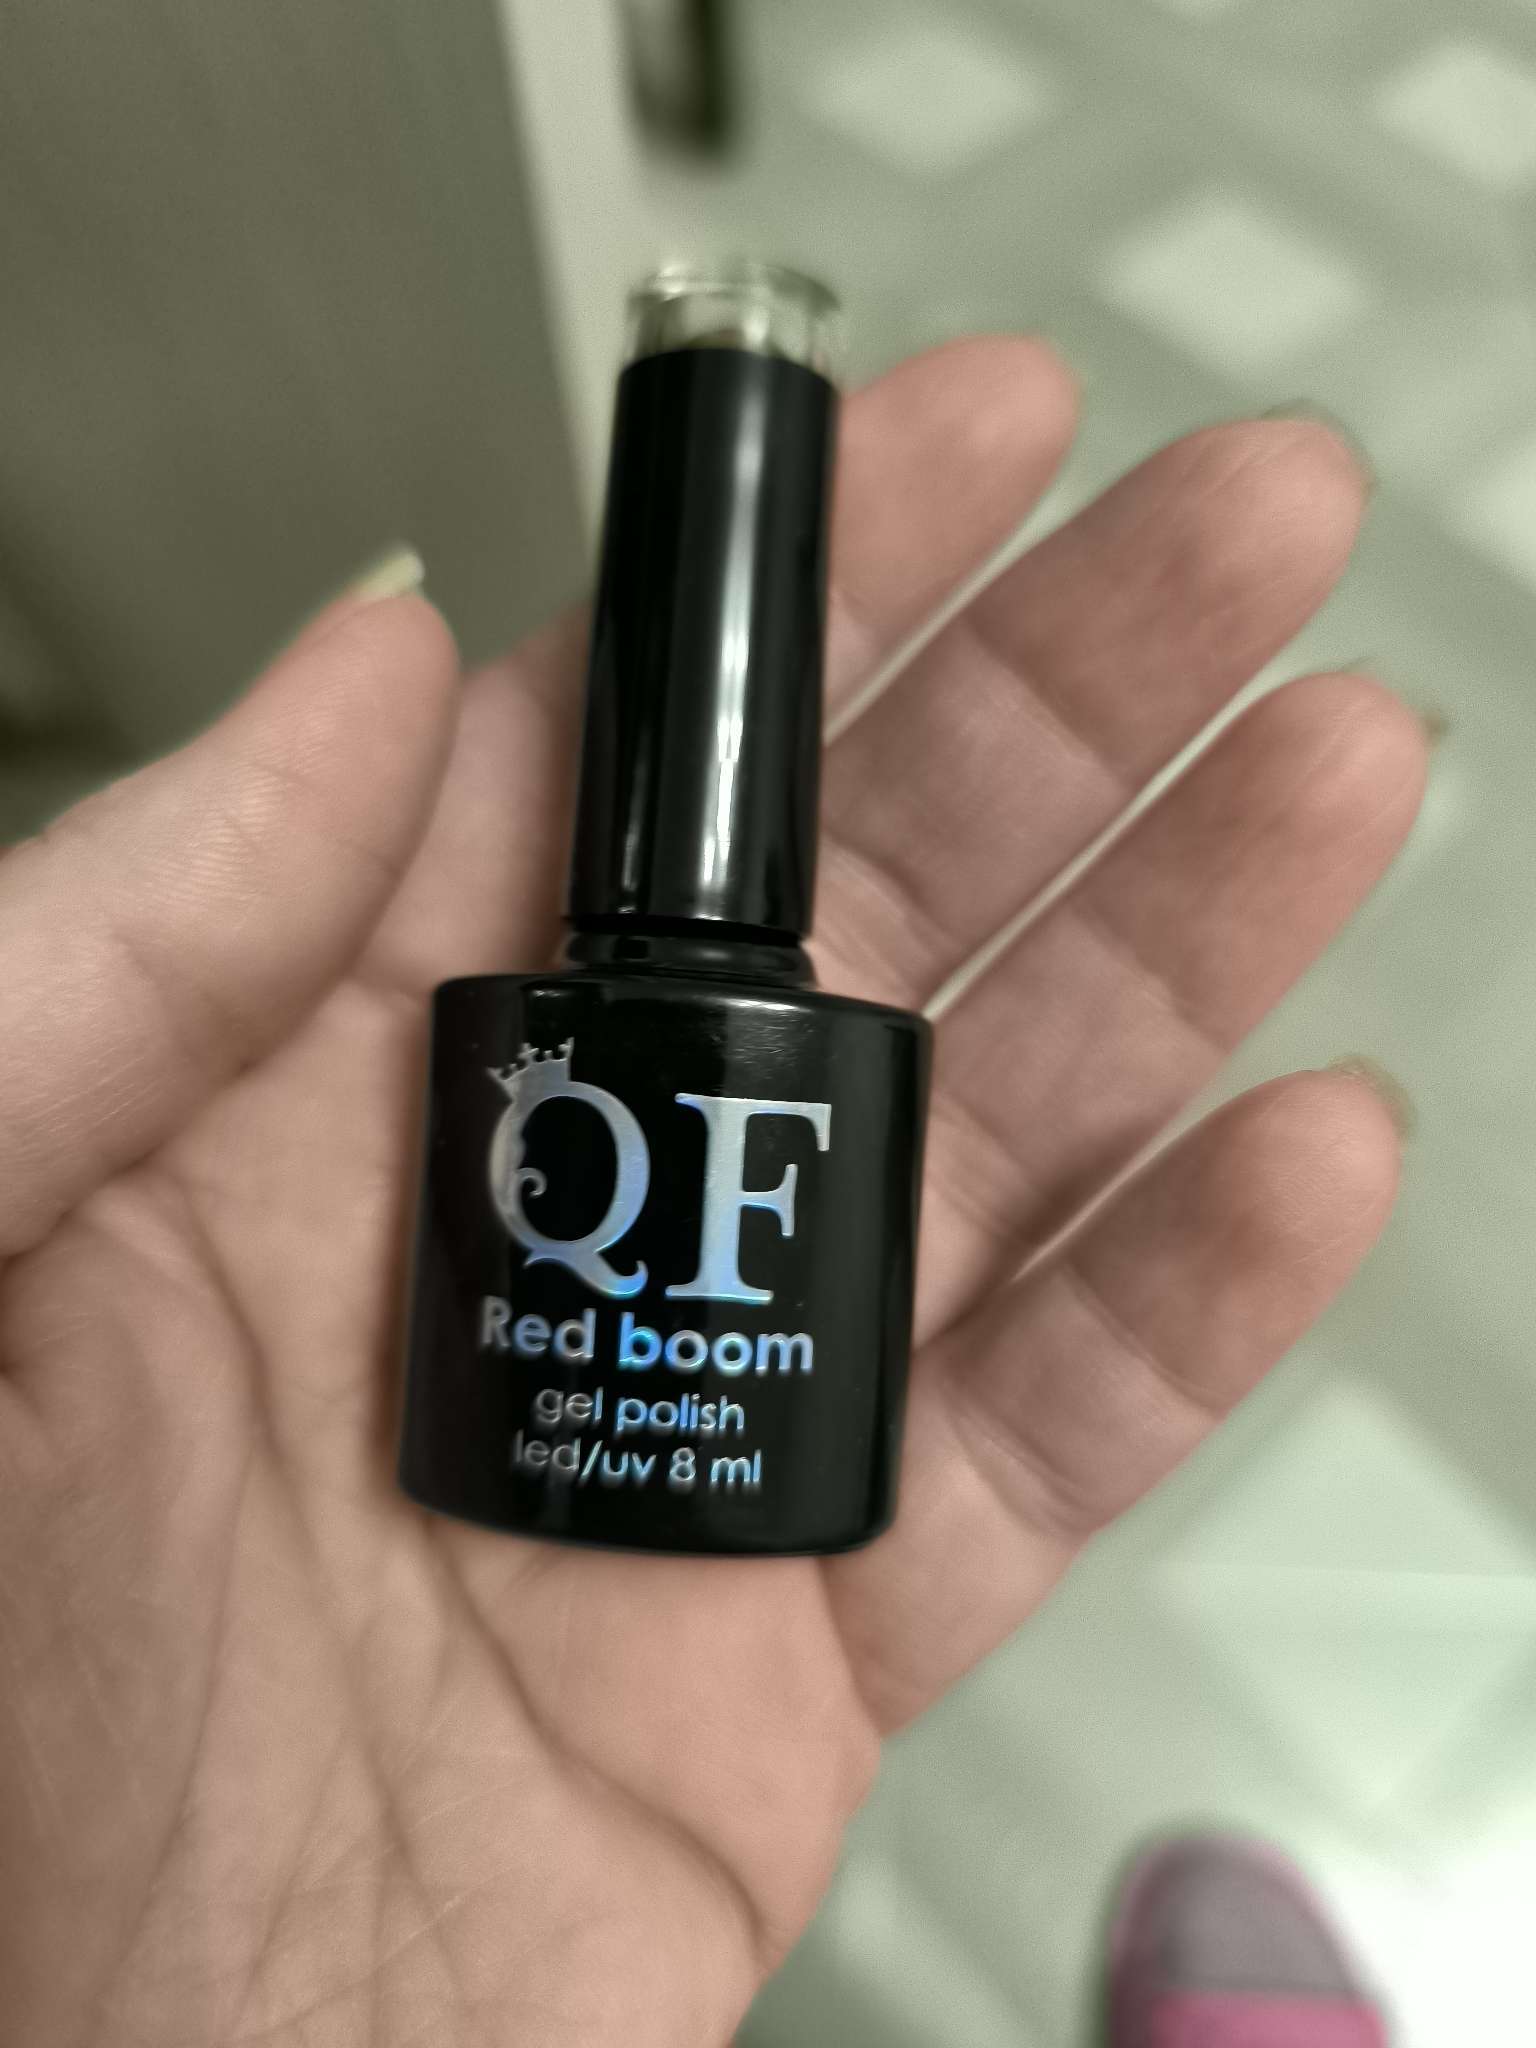 QF
Red boom
gel polish
led/uv 8 ml